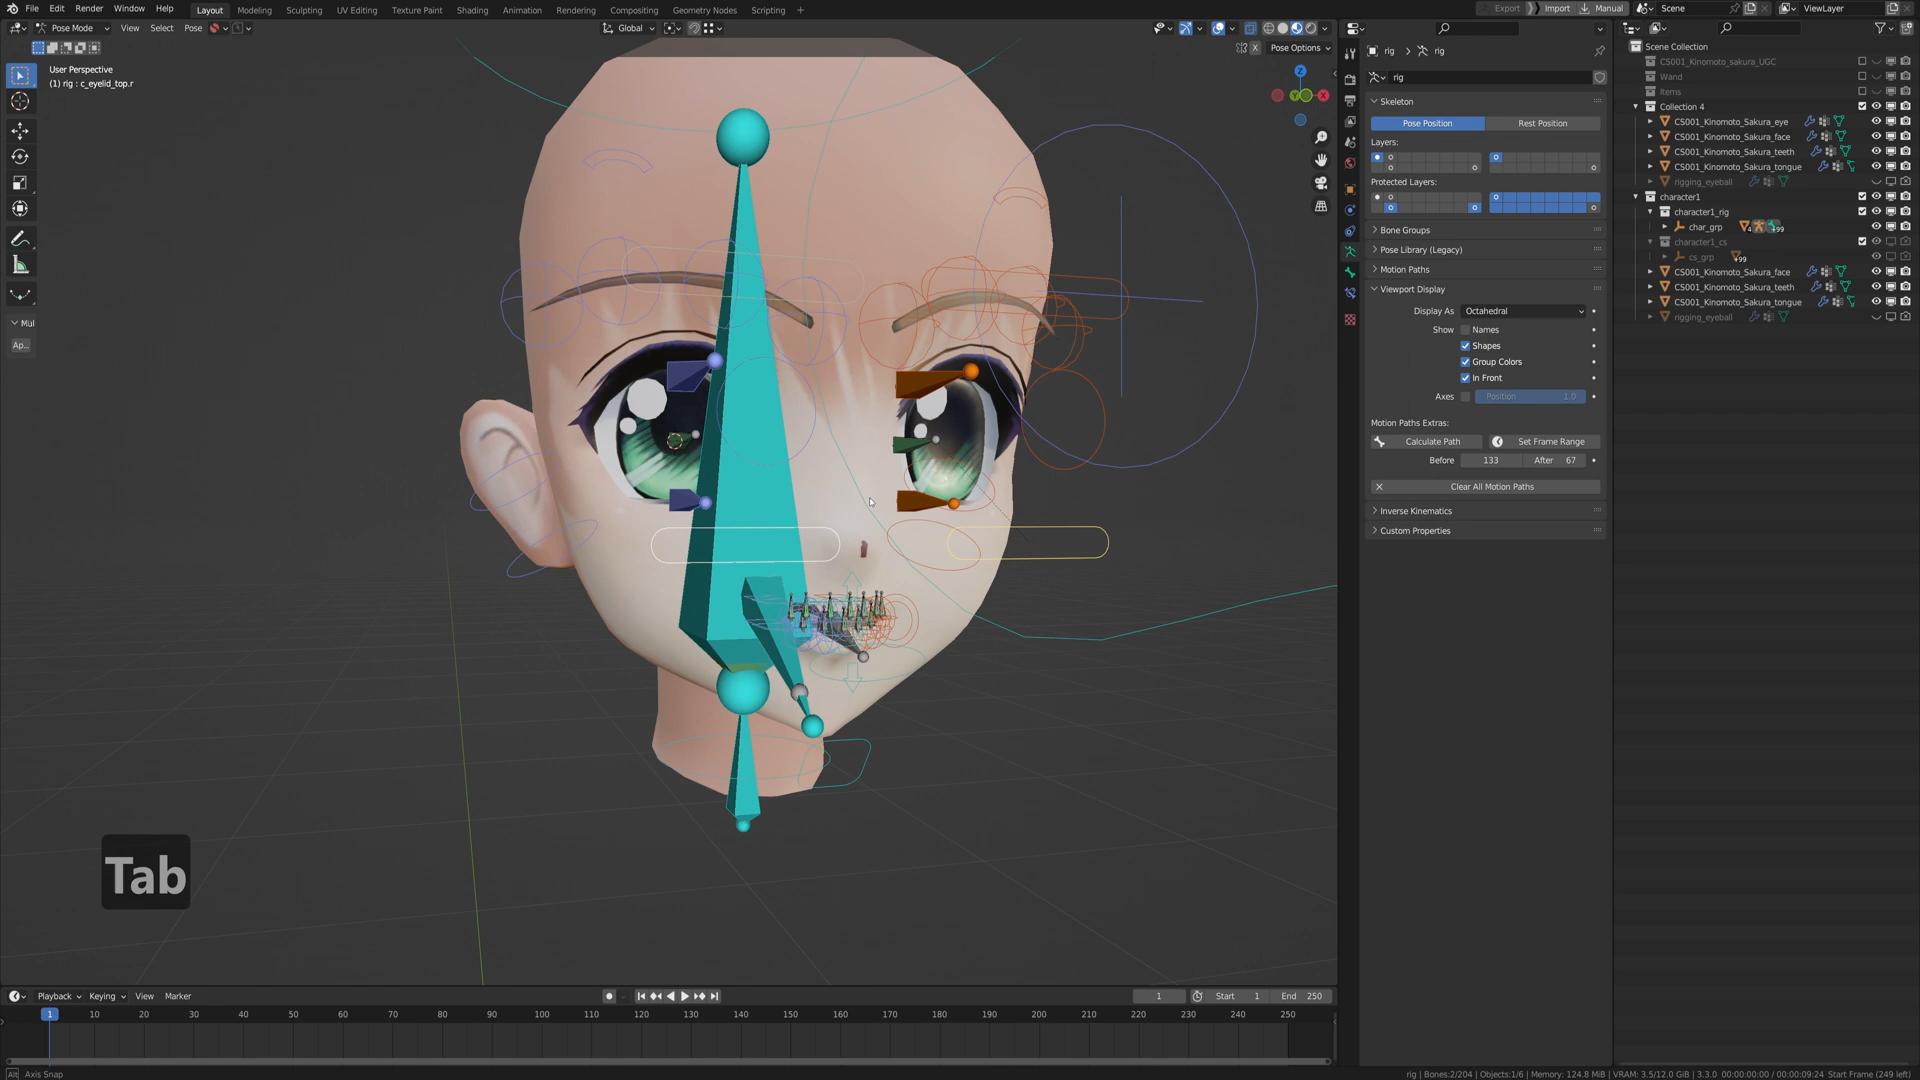 File Edit Render Window Help Layout Modeling Sculpting UV Editing Texture Paint Shading Animation Rendering Compositing Geometry Nodes Scripting + Export Import Manual Scene ViewLayer
Pose Mode View Select Pose Global
Pose Options
User Perspective
(1) rig : c_eyelid_top.r
X
Mul
Ap...
Tab
rig > rig
rig
Skeleton
Pose Position Rest Position
Layers:
Protected Layers:
Bone Groups
Pose Library (Legacy)
Motion Paths
Viewport Display
Display As Octahedral
Show Names
Shapes
Group Colors
In Front
Axes Position 1.0
Motion Paths Extras:
Calculate Path Set Frame Range
Before 133 After 67
Clear All Motion Paths
Inverse Kinematics
Custom Properties
Scene Collection
CS001_Kinomoto_sakura_UGC
Wand
Items
Collection 4
CS001_Kinomoto_Sakura_eye
CS001_Kinomoto_Sakura_face
CS001_Kinomoto_Sakura_teeth
CS001_Kinomoto_Sakura_tongue
rigging_eyeball
character1
character1_rig
char_grp 4 +99
character1_cs
cs_grp +99
CS001_Kinomoto_Sakura_face
CS001_Kinomoto_Sakura_teeth
CS001_Kinomoto_Sakura_tongue
rigging_eyeball
Playback Keying View Marker 1 Start 1 End 250
1 10 20 30 40 50 60 70 80 90 100 110 120 130 140 150 160 170 180 190 200 210 220 230 240 250
Alt Axis Snap
rig | Bones:2/204 | Objects:1/6 | Memory: 124.8 MiB | VRAM: 3.5/12.0 GiB | 3.3.0 00:00:00:00 / 00:00:09:24 Start Frame (249 left)